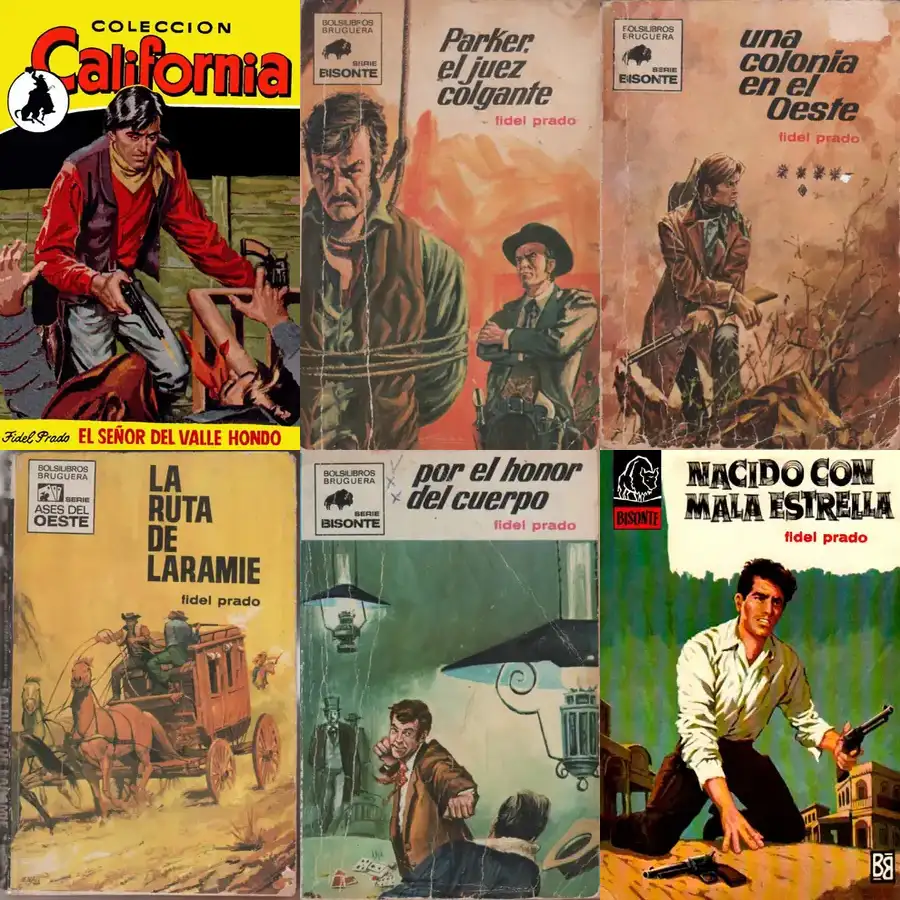 COLECCION
California
Fidel Prado EL SEÑOR DEL VALLE HONDO
BOLSILIBROS
BRUGUERA
SERIE
BISONTE
Parker,
el juez
colgante
fidel prado
BOLSILIBROS
BRUGUERA
SERIE
BISONTE
una
colonia
en el
Oeste
fidel prado
BOLSILIBROS
BRUGUERA
SERIE
ASES DEL
OESTE
LA
RUTA
DE
LARAMIE
fidel prado
BOLSILIBROS
BRUGUERA
SERIE
BISONTE
por el honor
del cuerpo
fidel prado
BISONTE
NACIDO CON
MALA ESTRELLA
fidel prado
BB